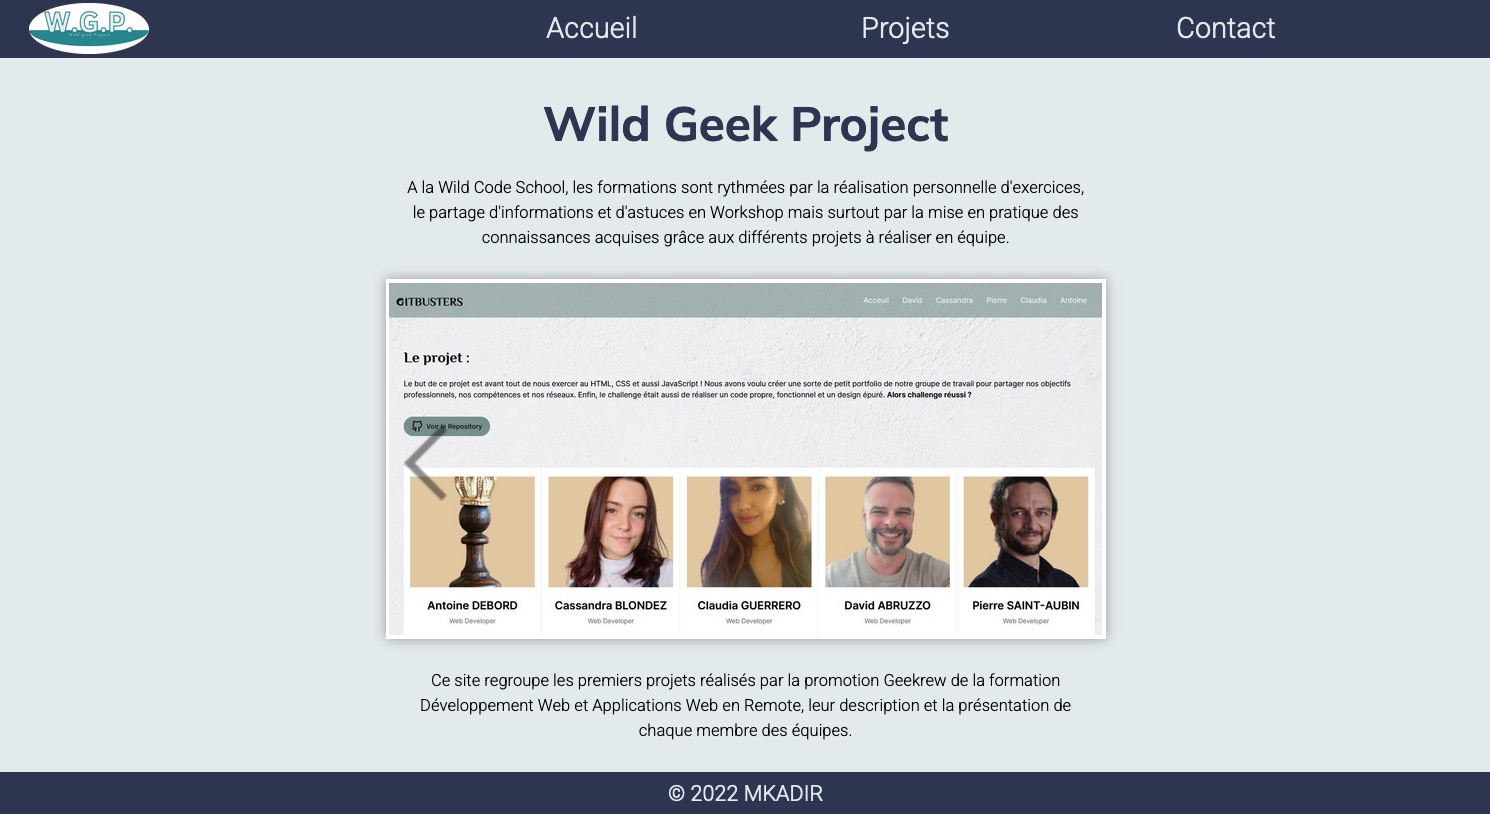 W.G.P.
Wild Geek Project
Accueil
Projets
Contact
Wild Geek Project
A la Wild Code School, les formations sont rythmées par la réalisation personnelle d'exercices,
le partage d'informations et d'astuces en Workshop mais surtout par la mise en pratique des
connaissances acquises grâce aux différents projets à réaliser en équipe.
GITBUSTERS
Acceuil
David
Cassandra
Pierre
Claudia
Antoine
Le projet :
Le but de ce projet est avant tout de nous exercer au HTML, CSS et aussi JavaScript ! Nous avons voulu créer une sorte de petit portfolio de notre groupe de travail pour partager nos objectifs
professionnels, nos compétences et nos réseaux. Enfin, le challenge était aussi de réaliser un code propre, fonctionnel et un design épuré. Alors challenge réussi ?
Voir le Repository
Antoine DEBORD
Cassandra BLONDEZ
Claudia GUERRERO
David ABRUZZO
Pierre SAINT-AUBIN
Web Developer
Web Developer
Web Developer
Web Developer
Web Developer
Ce site regroupe les premiers projets réalisés par la promotion Geekrew de la formation
Développement Web et Applications Web en Remote, leur description et la présentation de
chaque membre des équipes.
© 2022 MKADIR